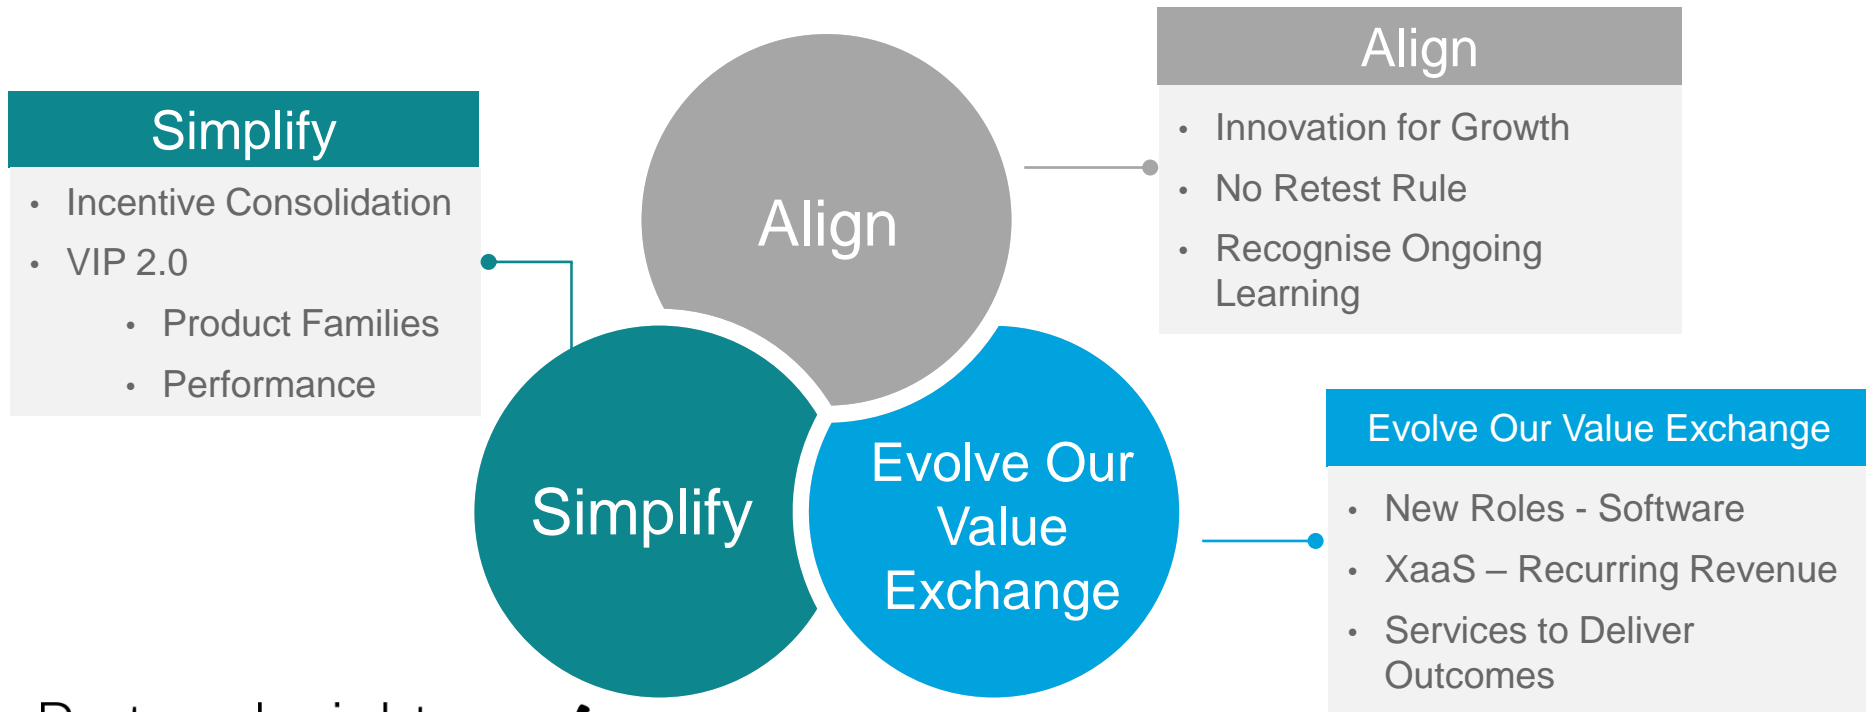 Align
Simplify
Evolve Our
Value
Exchange
Simplify
• Incentive Consolidation
• VIP 2.0
• Product Families
• Performance
Align
• Innovation for Growth
• No Retest Rule
• Recognise Ongoing
Learning
Evolve Our Value Exchange
• New Roles - Software
• XaaS – Recurring Revenue
• Services to Deliver
Outcomes